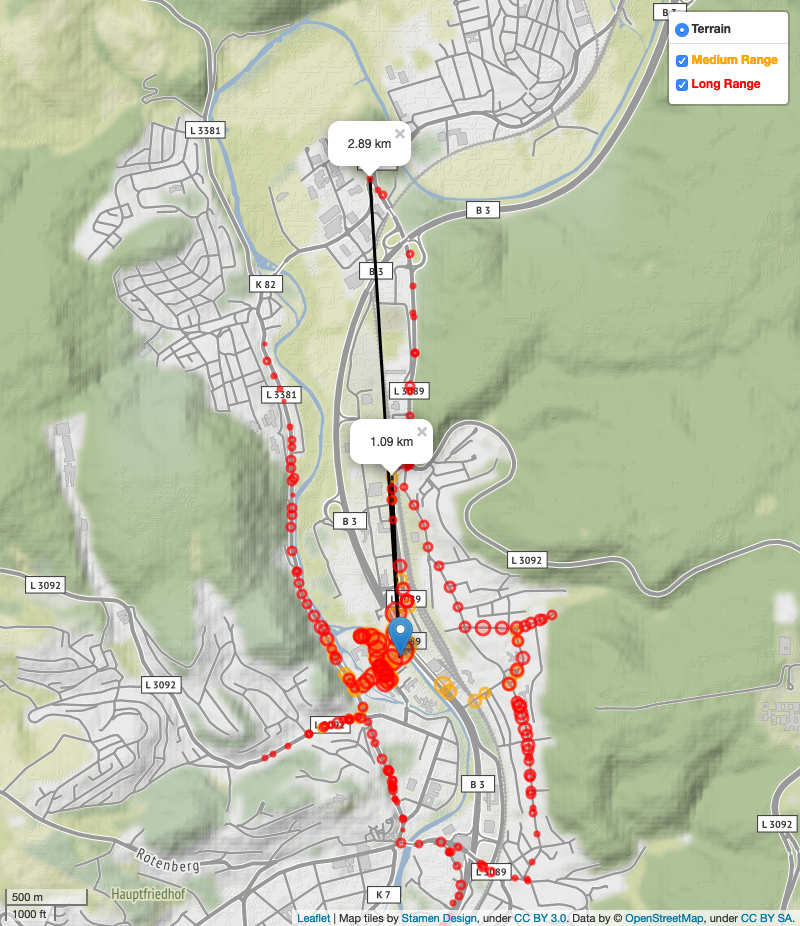 B 3
Terrain
Medium Range
Long Range
L 3381
×
2.89 km
B 3
B 3
K 82
L 3381
L 3089
×
1.09 km
B 3
L 3092
L 3092
L 3089
89
L 3092
L 3092
B 3
L 3092
Rotenberg
L 3089
Hauptfriedhof
K 7
500 m
1000 ft
Leaflet | Map tiles by Stamen Design, under CC BY 3.0. Data by © OpenStreetMap, under CC BY SA.